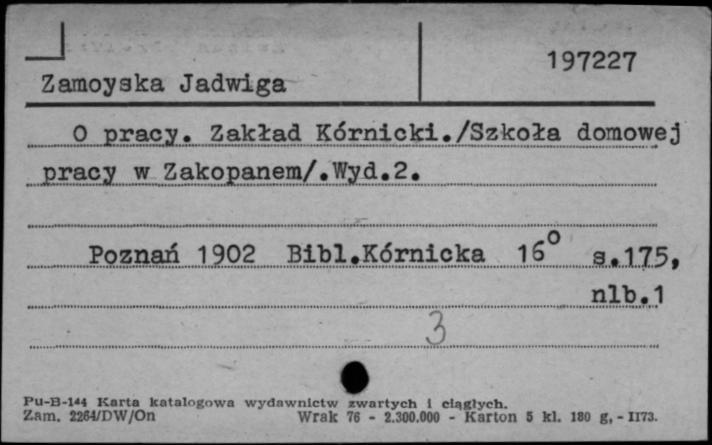 197227
Zamoyska Jadwiga
O pracy. Zakład Kórnicki./Szkoła domowej
pracy w Zakopanem/.Wyd.2.
Poznań 1902 Bibl.Kórnicka 16° s.175,
nlb.1
3
Pu-B-144 Karta katalogowa wydawnictw zwartych i ciągłych.
Zam. 2264/DW/On Wrak 76 - 2.300.000 - Karton 5 kl. 180 g, - II73.